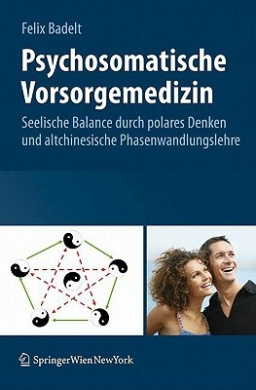 Felix Badelt
Psychosomatische
Vorsorgemedizin
Seelische Balance durch polares Denken
und altchinesische Phasenwandlungslehre
SpringerWienNewYork